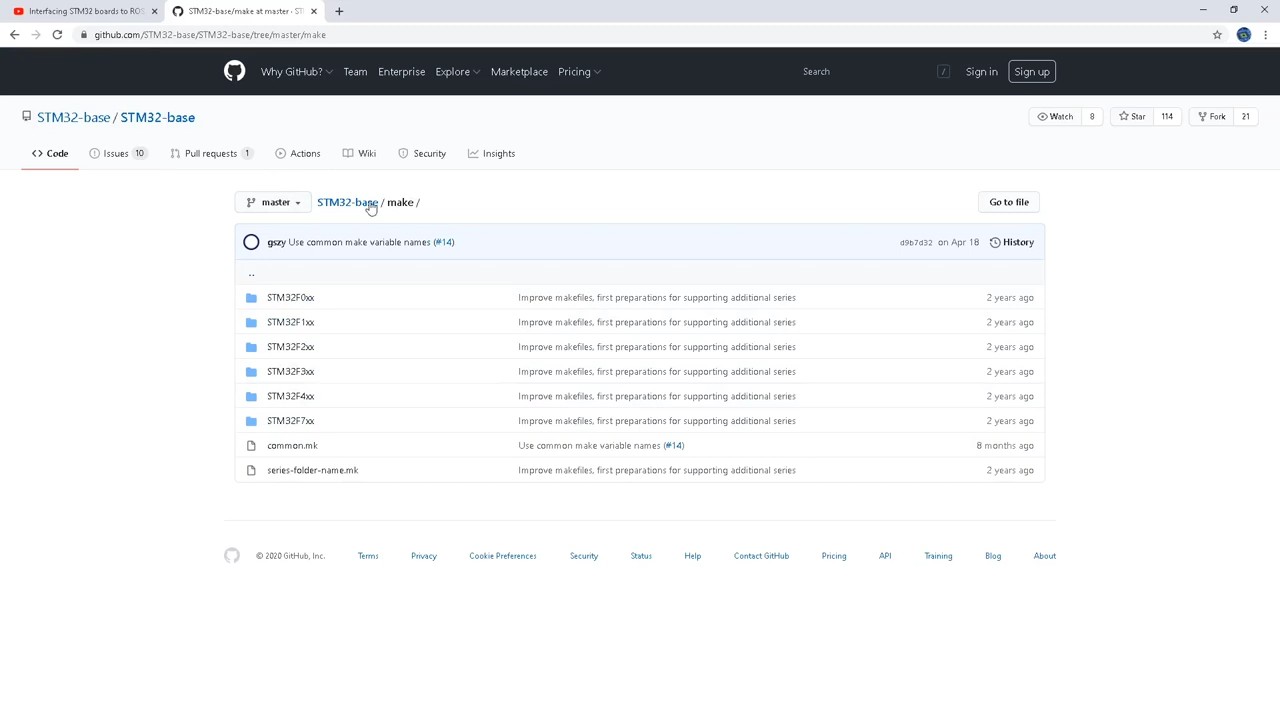 Interfacing STM32 boards to ROS
STM32-base/make at master · ST
github.com/STM32-base/STM32-base/tree/master/make
Why GitHub? Team Enterprise Explore Marketplace Pricing Search / Sign in Sign up
STM32-base / STM32-base Watch 8 Star 114 Fork 21
Code Issues 10 Pull requests 1 Actions Wiki Security Insights
master STM32-base / make / Go to file
gszy Use common make variable names (#14) d9b7d32 on Apr 18 History
..
STM32F0xx Improve makefiles, first preparations for supporting additional series 2 years ago
STM32F1xx Improve makefiles, first preparations for supporting additional series 2 years ago
STM32F2xx Improve makefiles, first preparations for supporting additional series 2 years ago
STM32F3xx Improve makefiles, first preparations for supporting additional series 2 years ago
STM32F4xx Improve makefiles, first preparations for supporting additional series 2 years ago
STM32F7xx Improve makefiles, first preparations for supporting additional series 2 years ago
common.mk Use common make variable names (#14) 8 months ago
series-folder-name.mk Improve makefiles, first preparations for supporting additional series 2 years ago
© 2020 GitHub, Inc. Terms Privacy Cookie Preferences Security Status Help Contact GitHub Pricing API Training Blog About